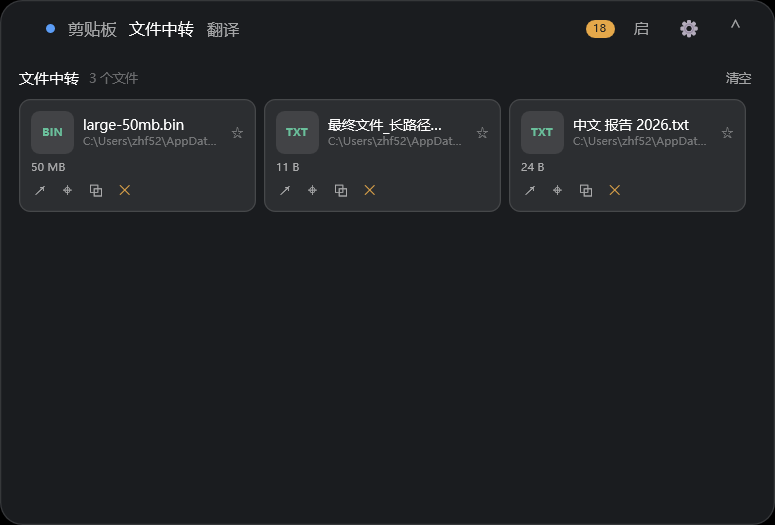 剪贴板 文件中转 翻译 18 启
文件中转 3 个文件 清空
BIN large-50mb.bin
C:\Users\zhf52\AppDat...
50 MB
TXT 最终文件_长路径...
C:\Users\zhf52\AppDat...
11 B
TXT 中文 报告 2026.txt
C:\Users\zhf52\AppDat...
24 B